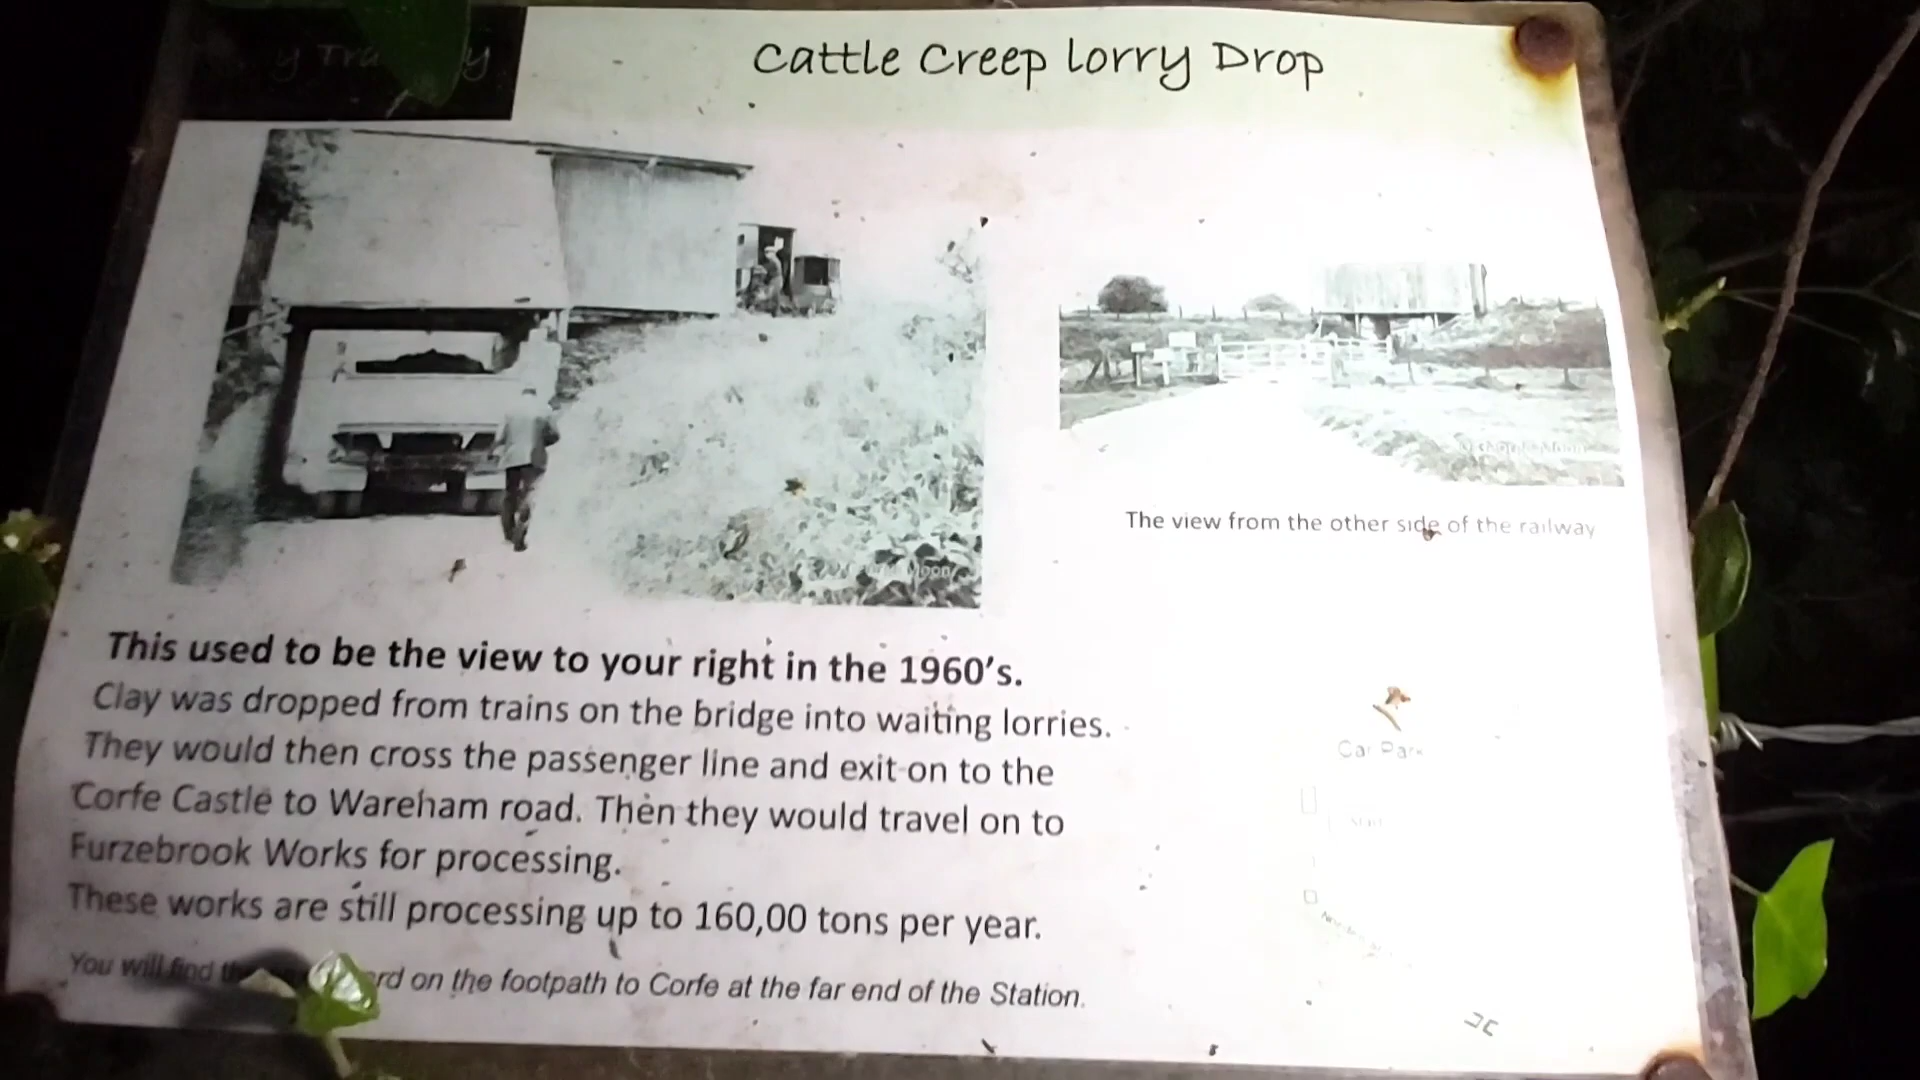 Cattle Creep Lorry Drop
The view from the other side of the railway
This used to be the view to your right in the 1960's.
Clay was dropped from trains on the bridge into waiting lorries.
They would then cross the passenger line and exit on to the
Corfe Castle to Wareham road. Then they would travel on to
Furzebrook Works for processing.
These works are still processing up to 160,00 tons per year.
You will find on the footpath to Corfe at the far end of the Station.
Car Park